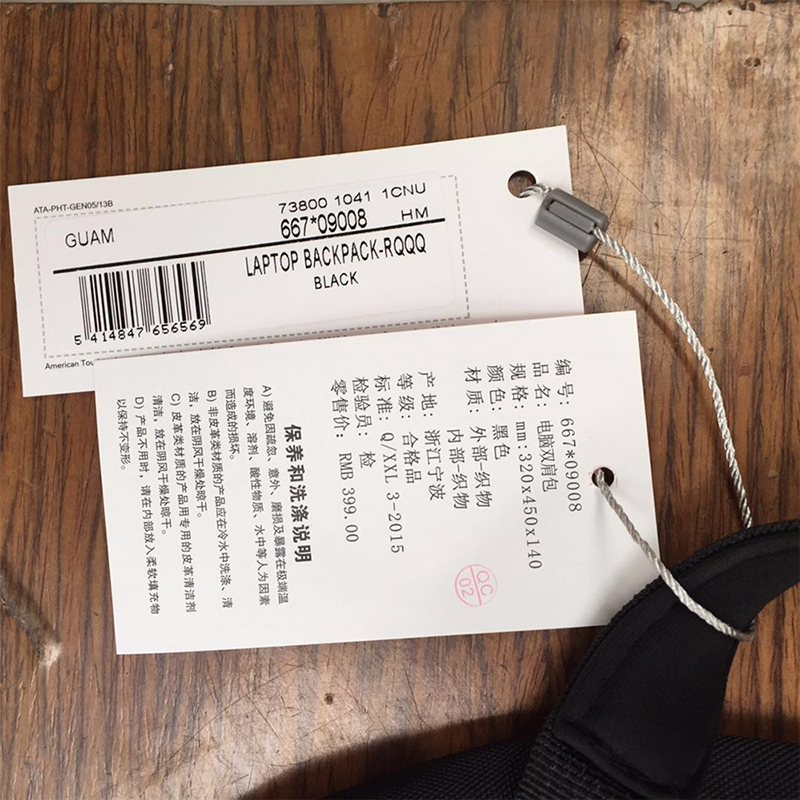 ATA-PHT-GEN05/13B
73800 1041 1CNU
GUAM
667*09008
HM
LAPTOP BACKPACK-RQQQ
BLACK
5 414847 656569
American Tou
编号: 667*09008
品名: 电脑双肩包
规格: mm:320x450x140
颜色: 黑色
材质: 外部-织物
内部-织物
产地: 浙江宁波
等级: 合格品
标准: Q/XXL 3-2015
检验员: 检
零售价: RMB 399.00
QC
02
保养和洗涤说明
A) 避免因疏忽、意外、磨损及暴露在极端温
度环境、溶剂、酸性物质、水中等人为因素
而造成的损坏。
B) 非皮革类材质的产品应在冷水中洗涤、清
洁，放在阴风干燥处晾干。
C) 皮革类材质的产品用专用的皮革清洁剂
清洁，放在阴风干燥处晾干。
D) 产品不用时，请在内部放入柔软填充物
以保持不变形。